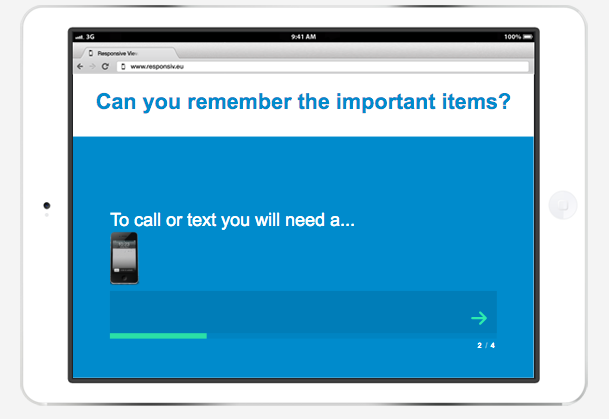 3G 9:41 AM 100%
Responsive View
www.responsiv.eu
Can you remember the important items?
To call or text you will need a...
2 / 4